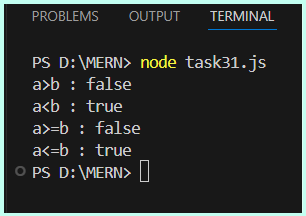 PROBLEMS OUTPUT TERMINAL
PS D:\MERN> node task31.js
a>b : false
a<b : true
a>=b : false
a<=b : true
PS D:\MERN>